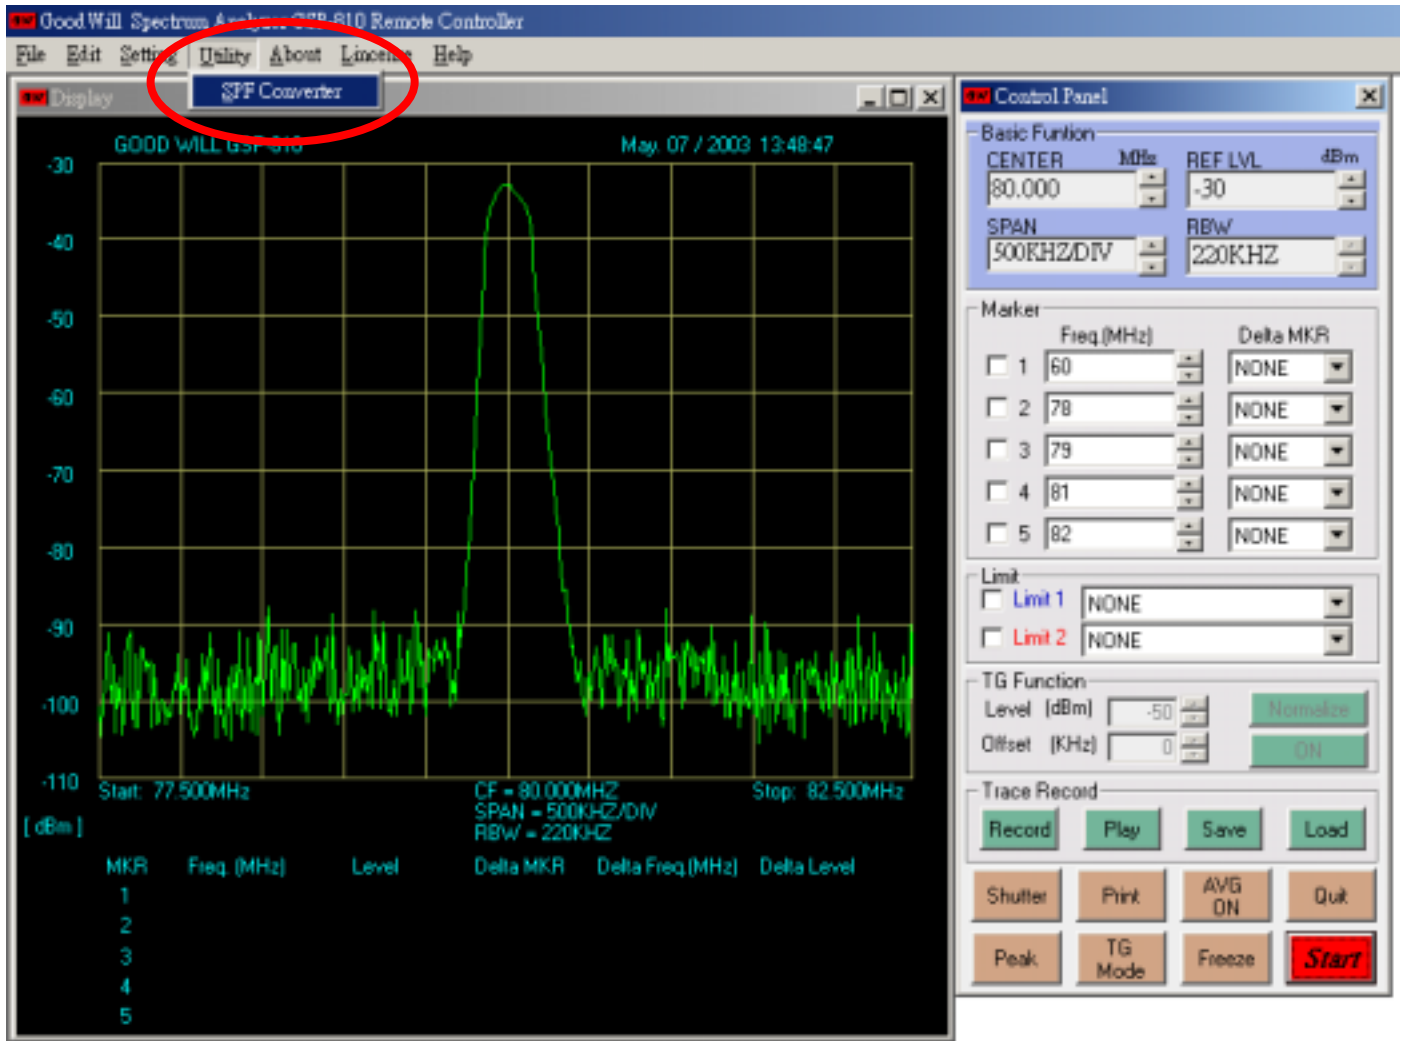 Good Will Spectrum Analyzer GSP-810 Remote Controller
File Edit Setting Utility About Lincense Help
SPF Converter
Display
GOOD WILL GSP-810 May. 07 / 2003 13:48:47
-30
-40
-50
-60
-70
-80
-90
-100
-110
[ dBm ]
Start: 77.500MHz CF = 80.000MHZ Stop: 82.500MHz
SPAN = 500KHZ/DIV
RBW = 220KHZ
MKR Freq. (MHz) Level Delta MKR Delta Freq.(MHz) Delta Level
1
2
3
4
5
Control Panel
Basic Funtion
CENTER MHz REF LVL dBm
80.000 -30
SPAN RBW
500KHZ/DIV 220KHZ
Marker
Freq.(MHz) Delta MKR
1 60 NONE
2 78 NONE
3 79 NONE
4 81 NONE
5 82 NONE
Limit
Limit 1 NONE
Limit 2 NONE
TG Function
Level (dBm) -50 Normalize
Offset (KHz) 0 ON
Trace Record
Record Play Save Load
Shutter Print AVG ON Quit
Peak TG Mode Freeze Start